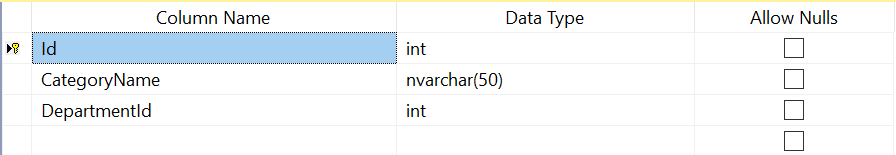 Column Name Data Type Allow Nulls
Id int
CategoryName nvarchar(50)
DepartmentId int